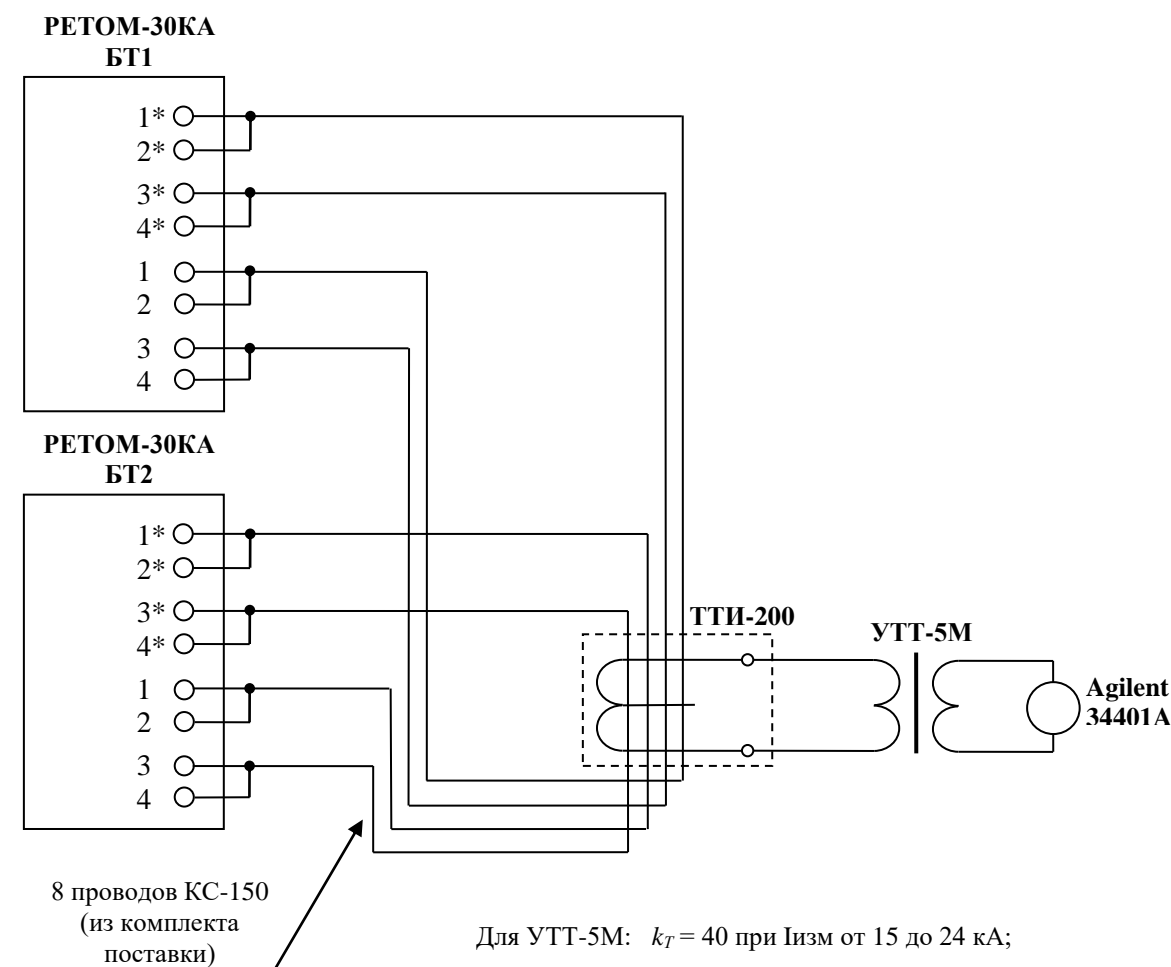 РЕТОМ-30КА
БТ1
1*
2*
3*
4*
1
2
3
4
РЕТОМ-30КА
БТ2
1*
2*
3*
4*
1
2
3
4
ТТИ-200
УТТ-5М
Agilent
34401A
8 проводов КС-150
(из комплекта
поставки)
Для УТТ-5М: kT = 40 при Iизм от 15 до 24 кА;